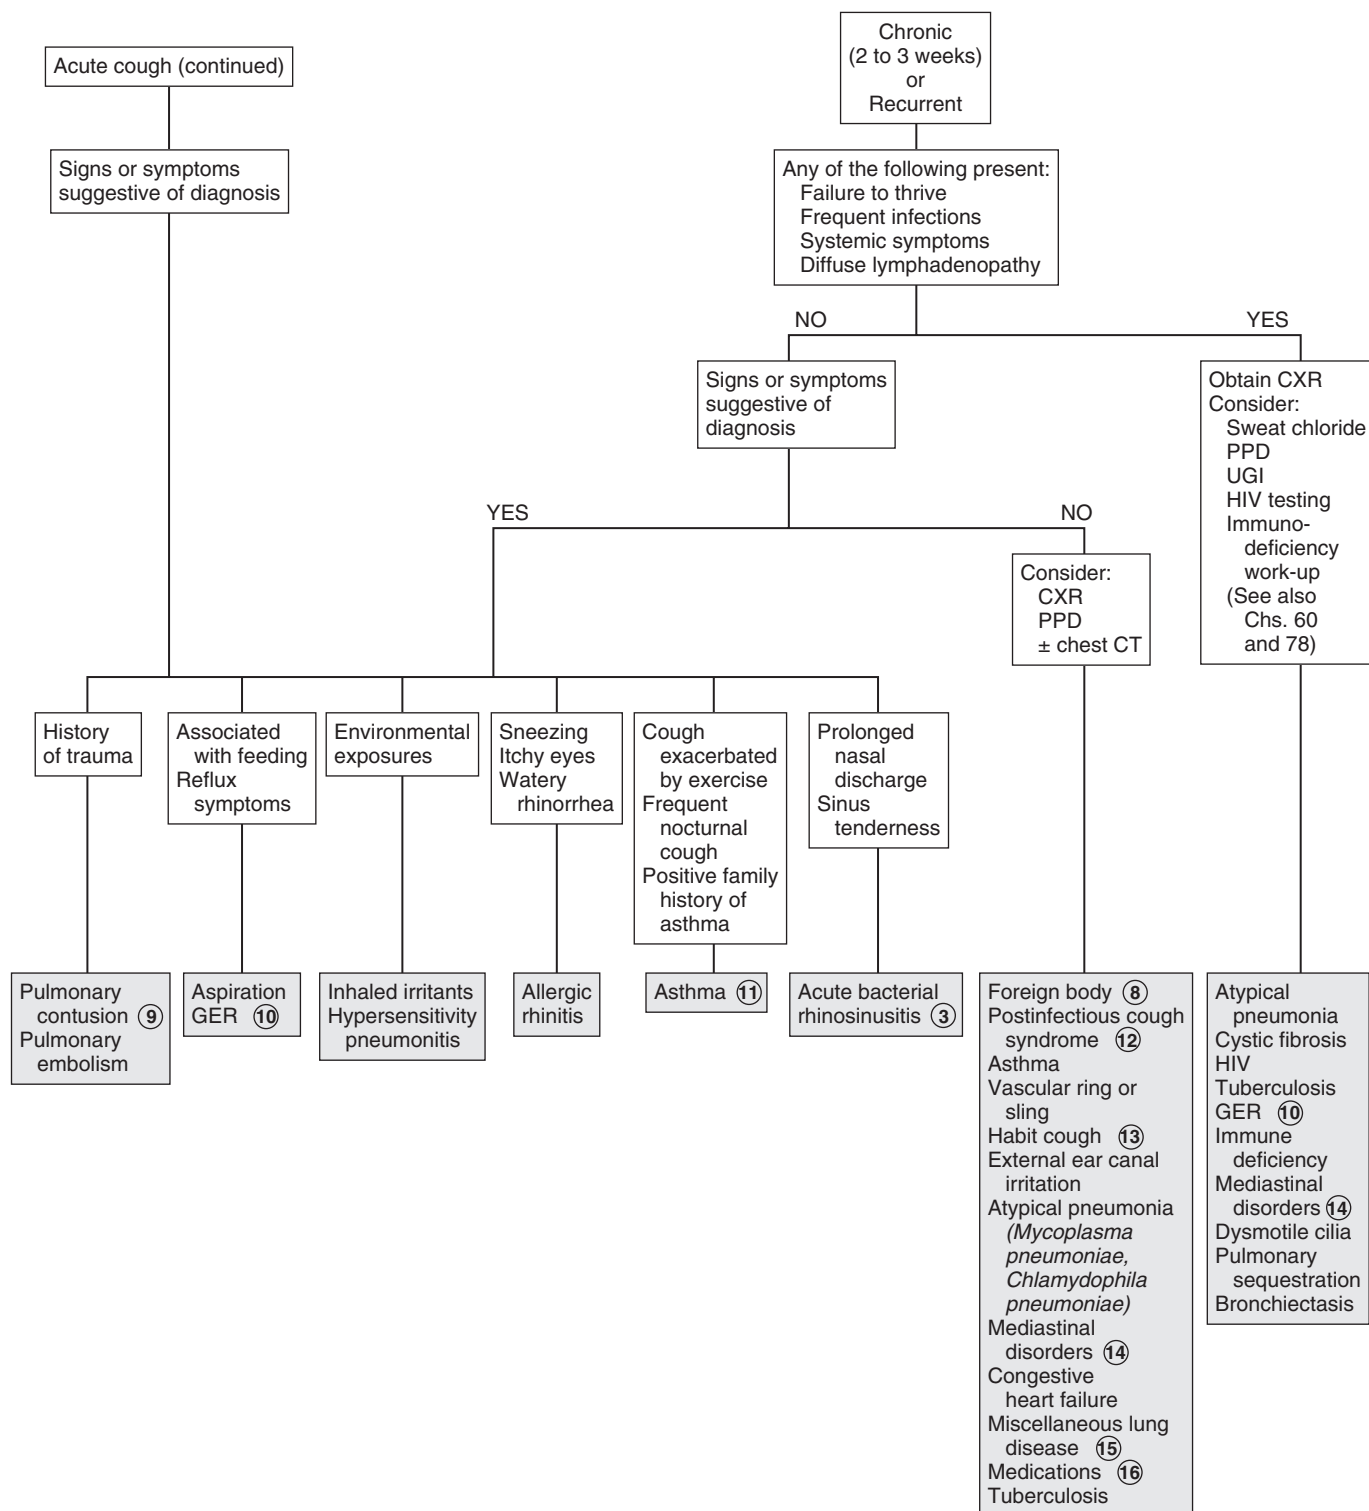 Acute cough (continued)
Signs or symptoms
suggestive of diagnosis
Chronic
(2 to 3 weeks)
or
Recurrent
Any of the following present:
Failure to thrive
Frequent infections
Systemic symptoms
Diffuse lymphadenopathy
NO
YES
Signs or symptoms
suggestive of
diagnosis
Obtain CXR
Consider:
Sweat chloride
PPD
UGI
HIV testing
Immuno-
deficiency
work-up
(See also
Chs. 60
and 78)
YES
NO
Consider:
CXR
PPD
± chest CT
History
of trauma
Associated
with feeding
Reflux
symptoms
Environmental
exposures
Sneezing
Itchy eyes
Watery
rhinorrhea
Cough
exacerbated
by exercise
Frequent
nocturnal
cough
Positive family
history of
asthma
Prolonged
nasal
discharge
Sinus
tenderness
Pulmonary
contusion 9
Pulmonary
embolism
Aspiration
GER 10
Inhaled irritants
Hypersensitivity
pneumonitis
Allergic
rhinitis
Asthma 11
Acute bacterial
rhinosinusitis 3
Foreign body 8
Postinfectious cough
syndrome 12
Asthma
Vascular ring or
sling
Habit cough 13
External ear canal
irritation
Atypical pneumonia
(Mycoplasma
pneumoniae,
Chlamydophila
pneumoniae)
Mediastinal
disorders 14
Congestive
heart failure
Miscellaneous lung
disease 15
Medications 16
Tuberculosis
Atypical
pneumonia
Cystic fibrosis
HIV
Tuberculosis
GER 10
Immune
deficiency
Mediastinal
disorders 14
Dysmotile cilia
Pulmonary
sequestration
Bronchiectasis